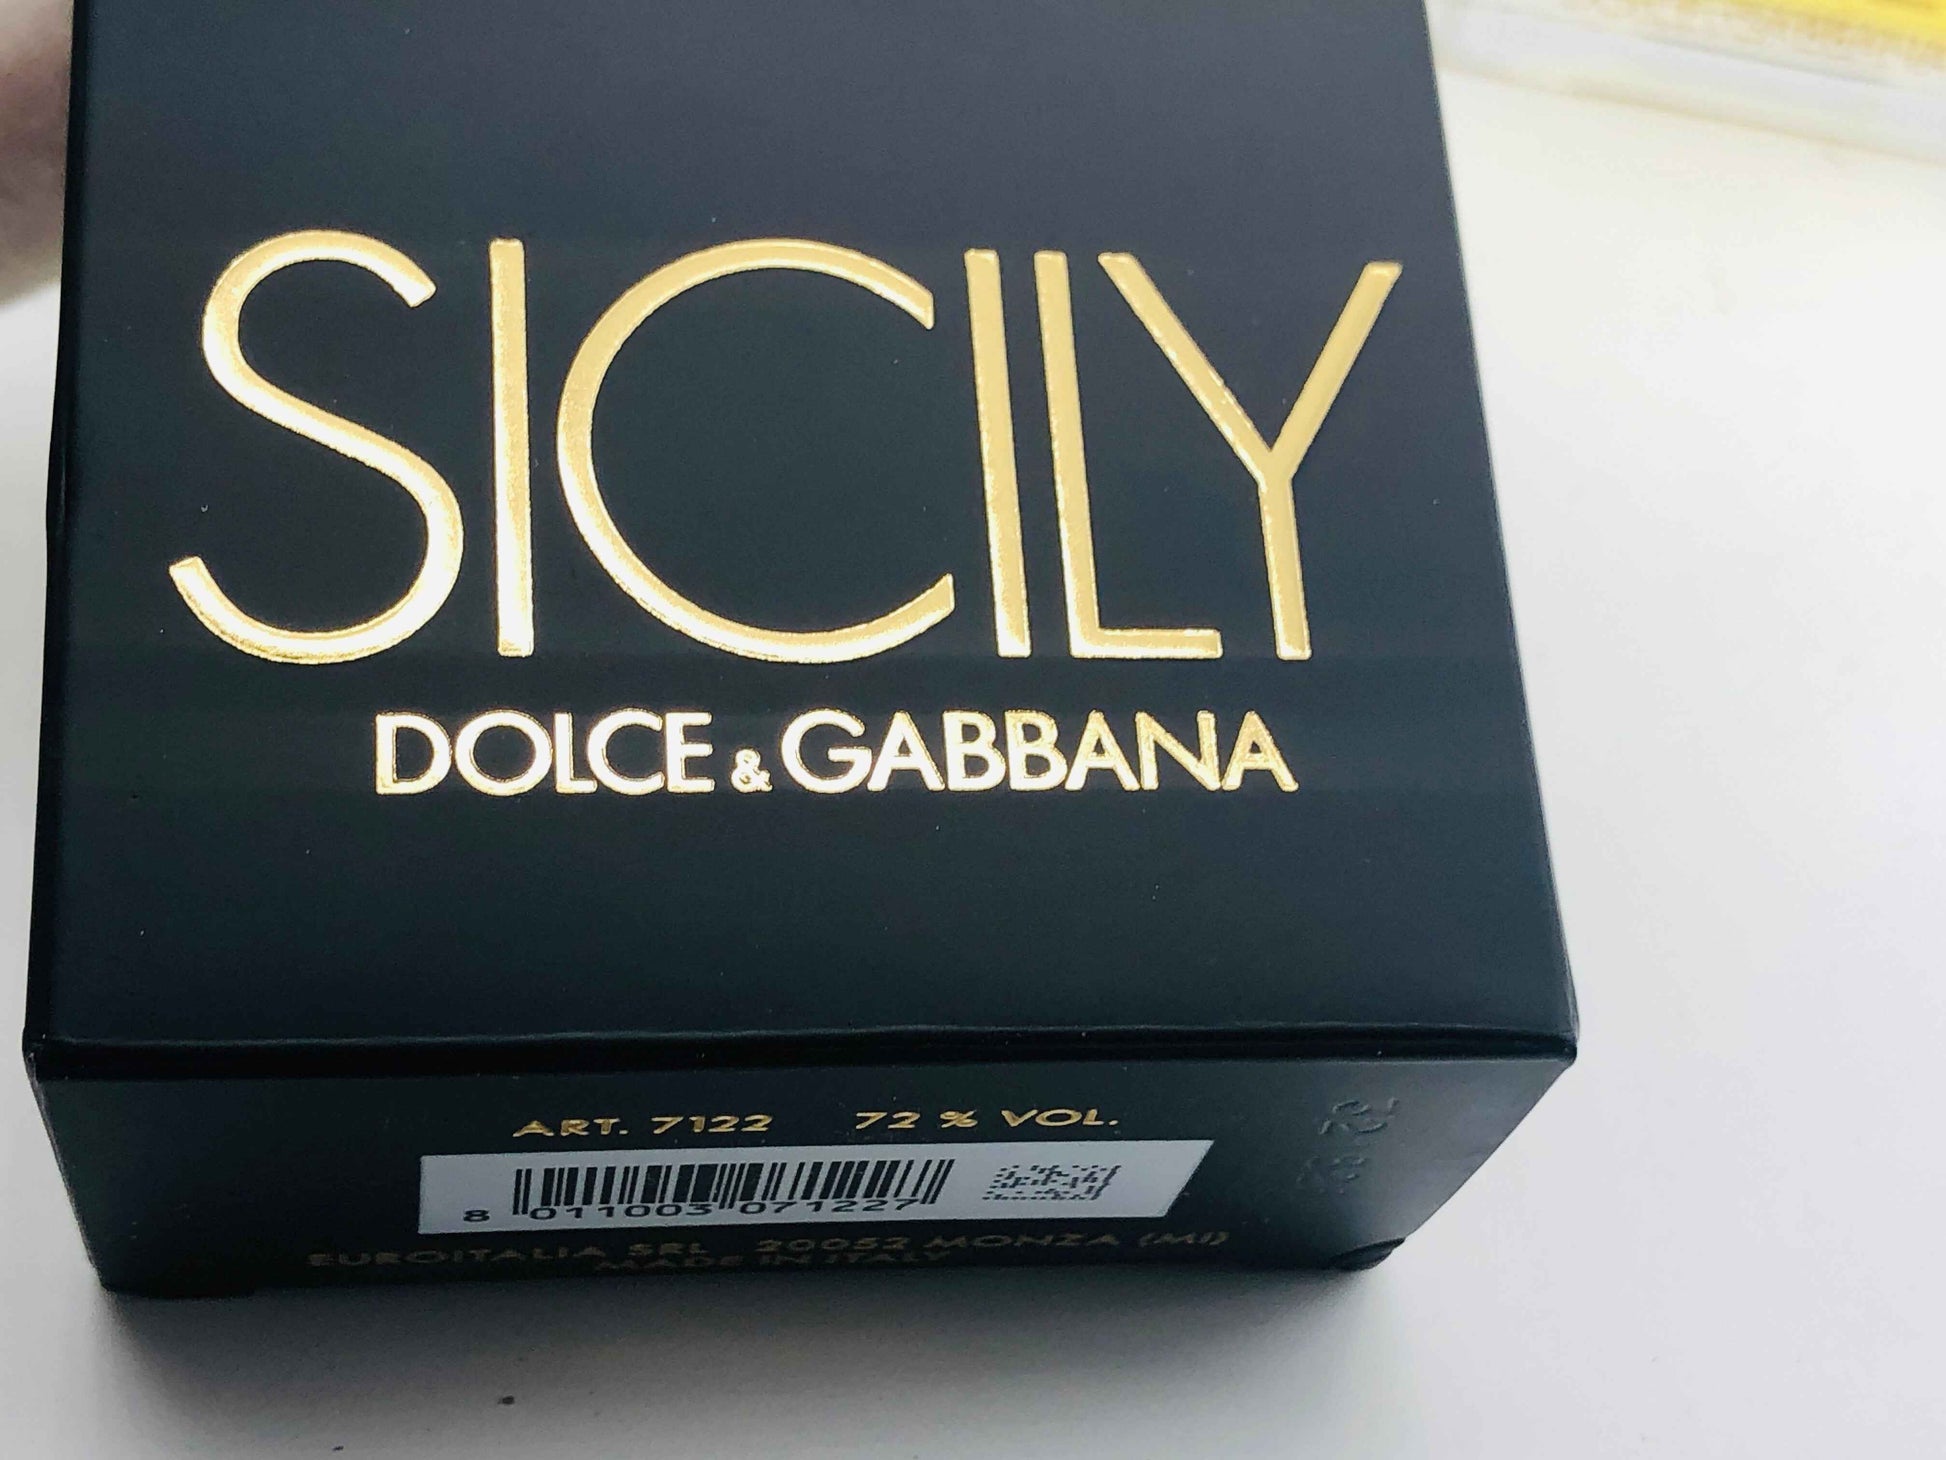 SICILY
DOLCE & GABBANA
ART. 7122 72 % VOL.
8 011003 071227
EUROITALIA SRL 20052 MONZA (MI)
MADE IN ITALY